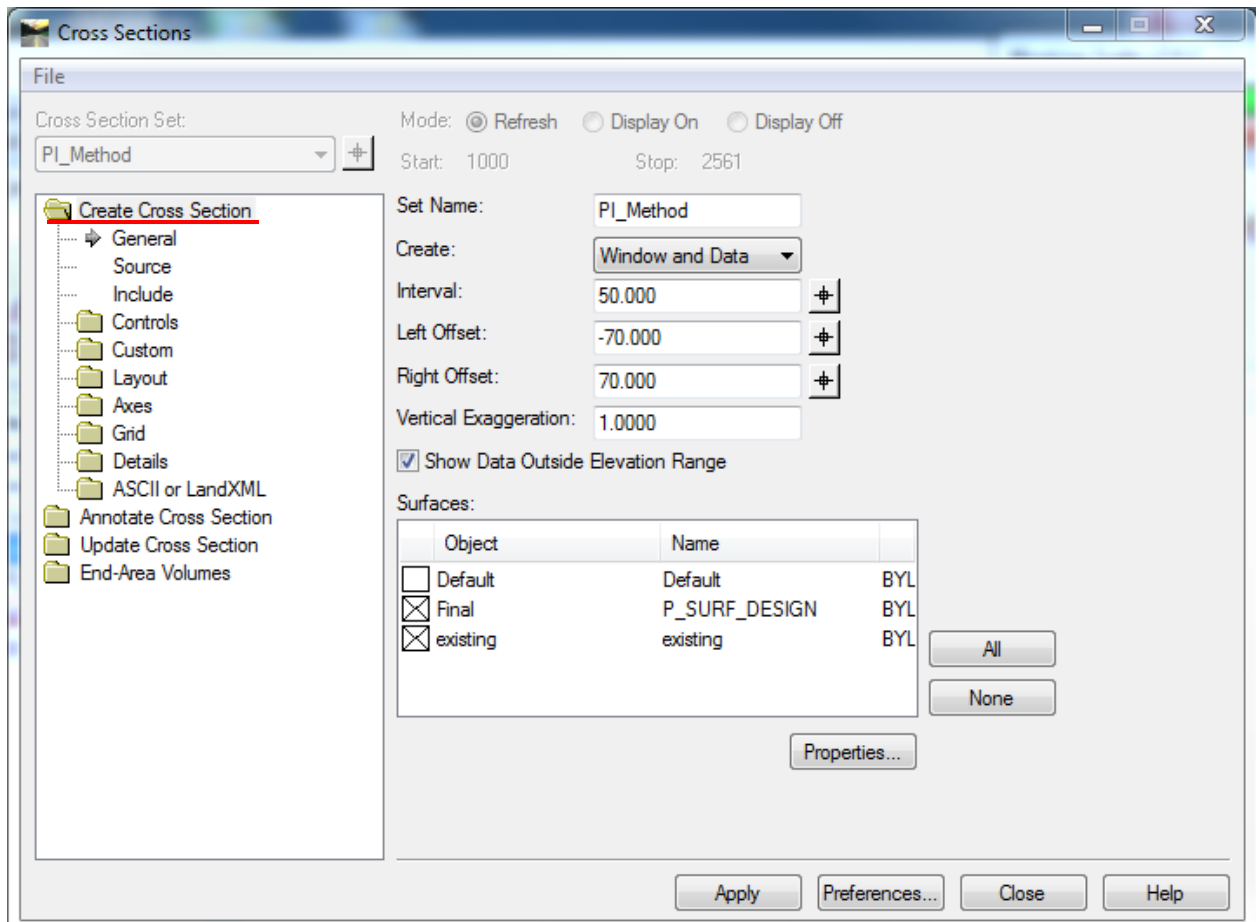 Cross Sections
File
Cross Section Set:
PI_Method
Mode: Refresh Display On Display Off
Start: 1000 Stop: 2561
Create Cross Section
General
Source
Include
Controls
Custom
Layout
Axes
Grid
Details
ASCII or LandXML
Annotate Cross Section
Update Cross Section
End-Area Volumes
Set Name: PI_Method
Create: Window and Data
Interval: 50.000
Left Offset: -70.000
Right Offset: 70.000
Vertical Exaggeration: 1.0000
Show Data Outside Elevation Range
Surfaces:
Object Name
Default Default BYL
Final P_SURF_DESIGN BYL
existing existing BYL
All
None
Properties...
Apply Preferences... Close Help